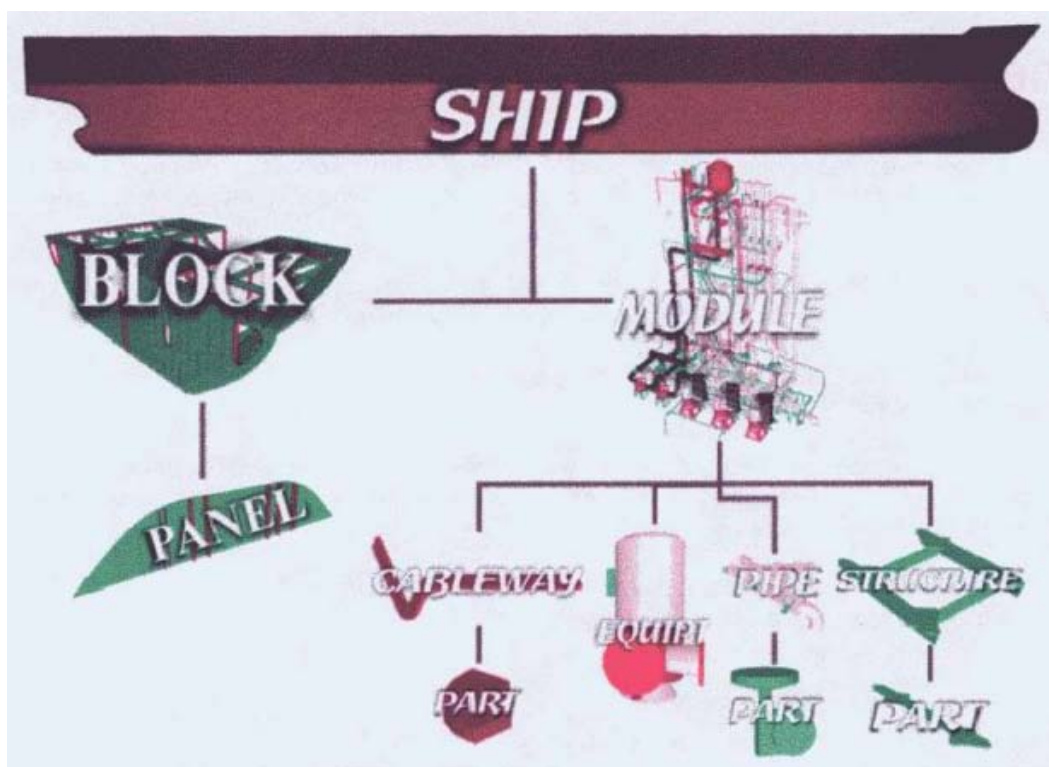 SHIP
BLOCK
MODULE
PANEL
CABLEWAY
EQUIPT
PIPE
STRUCTURE
PART
PART
PART